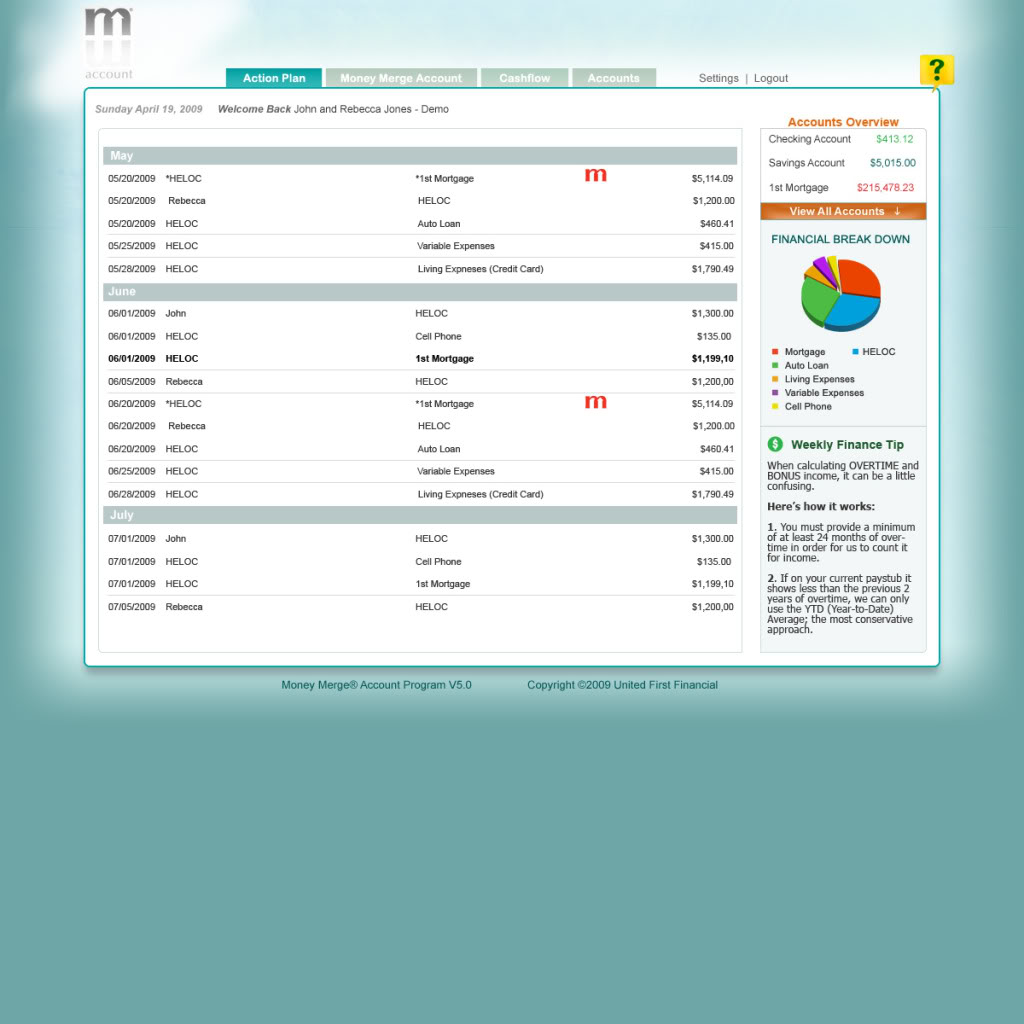 m
account
Action Plan Money Merge Account Cashflow Accounts Settings | Logout ?
Sunday April 19, 2009 Welcome Back John and Rebecca Jones - Demo
May
05/20/2009 *HELOC *1st Mortgage m $5,114.09
05/20/2009 Rebecca HELOC $1,200.00
05/20/2009 HELOC Auto Loan $460.41
05/25/2009 HELOC Variable Expenses $415.00
05/28/2009 HELOC Living Expneses (Credit Card) $1,790.49
June
06/01/2009 John HELOC $1,300.00
06/01/2009 HELOC Cell Phone $135.00
06/01/2009 HELOC 1st Mortgage $1,199,10
06/05/2009 Rebecca HELOC $1,200,00
06/20/2009 *HELOC *1st Mortgage m $5,114.09
06/20/2009 Rebecca HELOC $1,200.00
06/20/2009 HELOC Auto Loan $460.41
06/25/2009 HELOC Variable Expenses $415.00
06/28/2009 HELOC Living Expneses (Credit Card) $1,790.49
July
07/01/2009 John HELOC $1,300.00
07/01/2009 HELOC Cell Phone $135.00
07/01/2009 HELOC 1st Mortgage $1,199,10
07/05/2009 Rebecca HELOC $1,200,00
Accounts Overview
Checking Account $413.12
Savings Account $5,015.00
1st Mortgage $215,478.23
View All Accounts ↓
FINANCIAL BREAK DOWN
Mortgage HELOC
Auto Loan
Living Expenses
Variable Expenses
Cell Phone
$ Weekly Finance Tip
When calculating OVERTIME and
BONUS income, it can be a little
confusing.
Here's how it works:
1. You must provide a minimum
of at least 24 months of over-
time in order for us to count it
for income.
2. If on your current paystub it
shows less than the previous 2
years of overtime, we can only
use the YTD (Year-to-Date)
Average; the most conservative
approach.
Money Merge® Account Program V5.0 Copyright ©2009 United First Financial